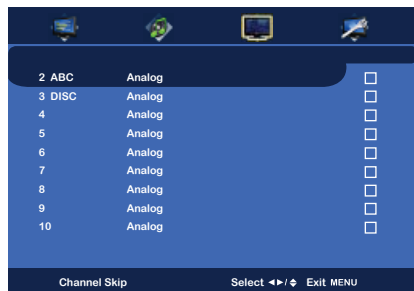 2 ABC Analog
3 DISC Analog
4 Analog
5 Analog
6 Analog
7 Analog
8 Analog
9 Analog
10 Analog
Channel Skip Select ◄►/♦ Exit MENU